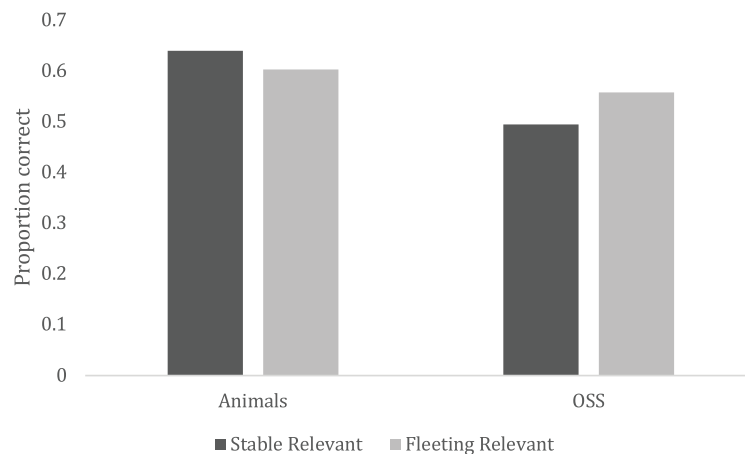 0.7
0.6
0.5
0.4
0.3
0.2
0.1
0
Proportion correct
Animals OSS
Stable Relevant Fleeting Relevant